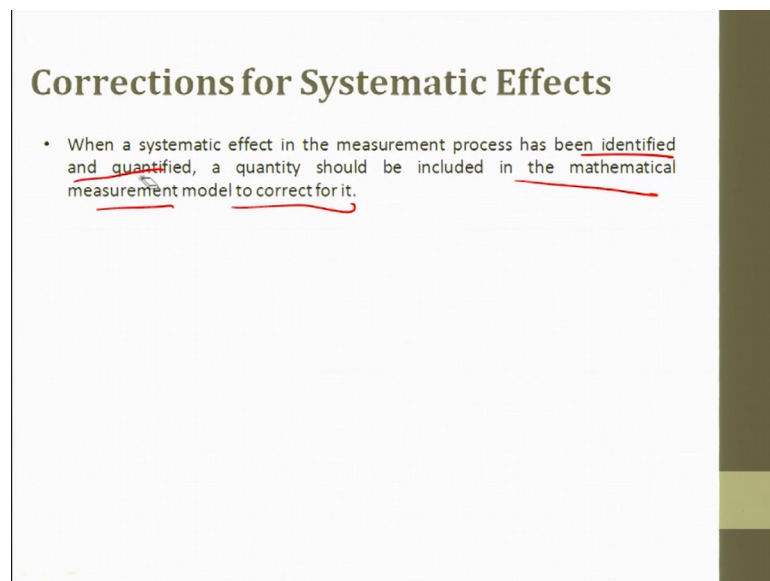 Corrections for Systematic Effects
• When a systematic effect in the measurement process has been identified
and quantified, a quantity should be included in the mathematical
measurement model to correct for it.